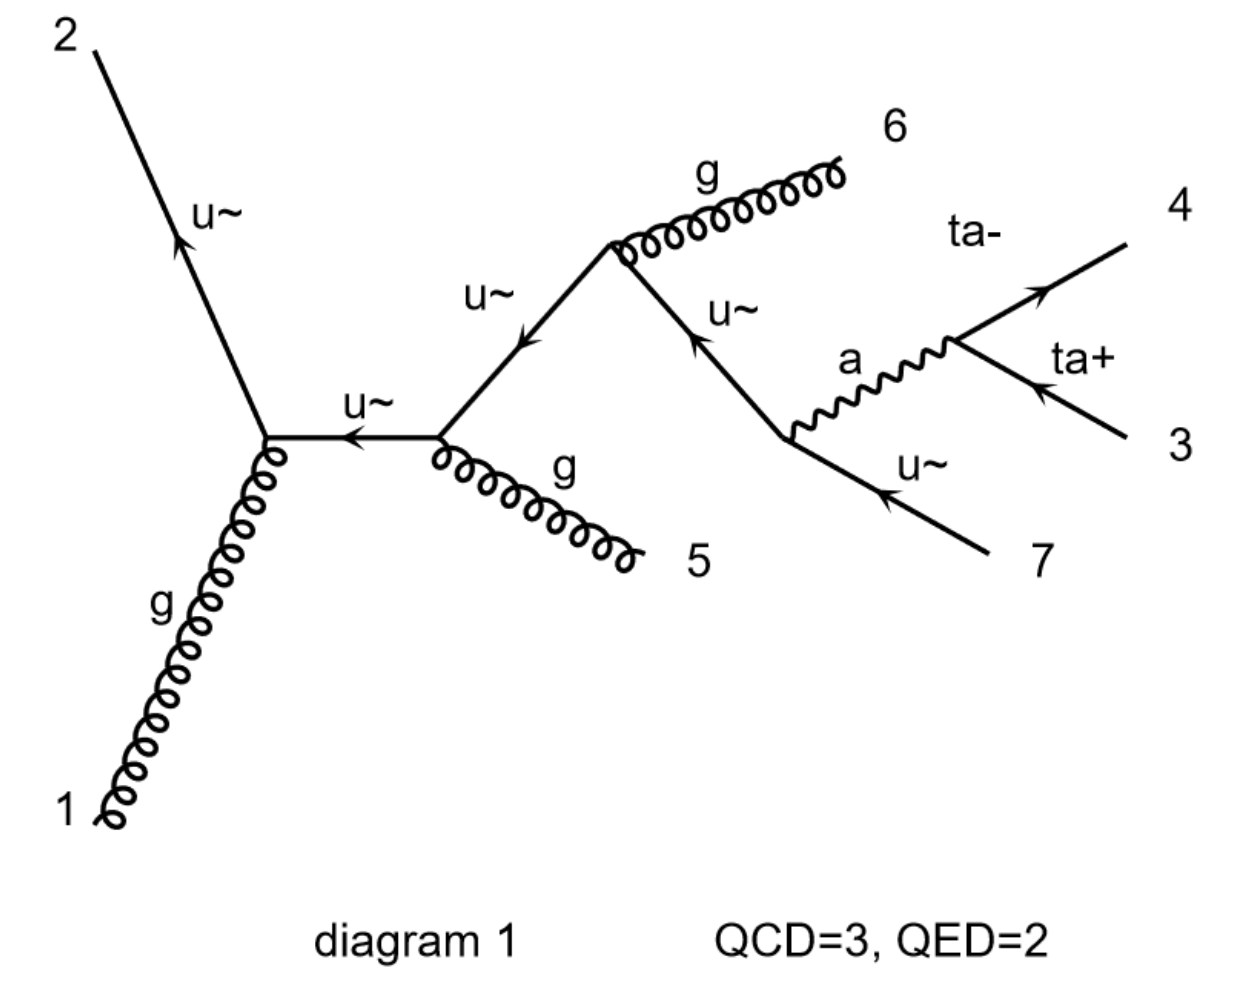 2
6
g
4
ta-
u~
u~
u~
a
ta+
u~
3
g
u~
5
7
g
1
diagram 1
QCD=3, QED=2